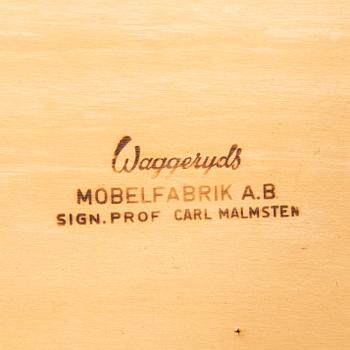 Waggeryds
MÖBELFABRIK A.B.
SIGN. PROF CARL MALMSTEN